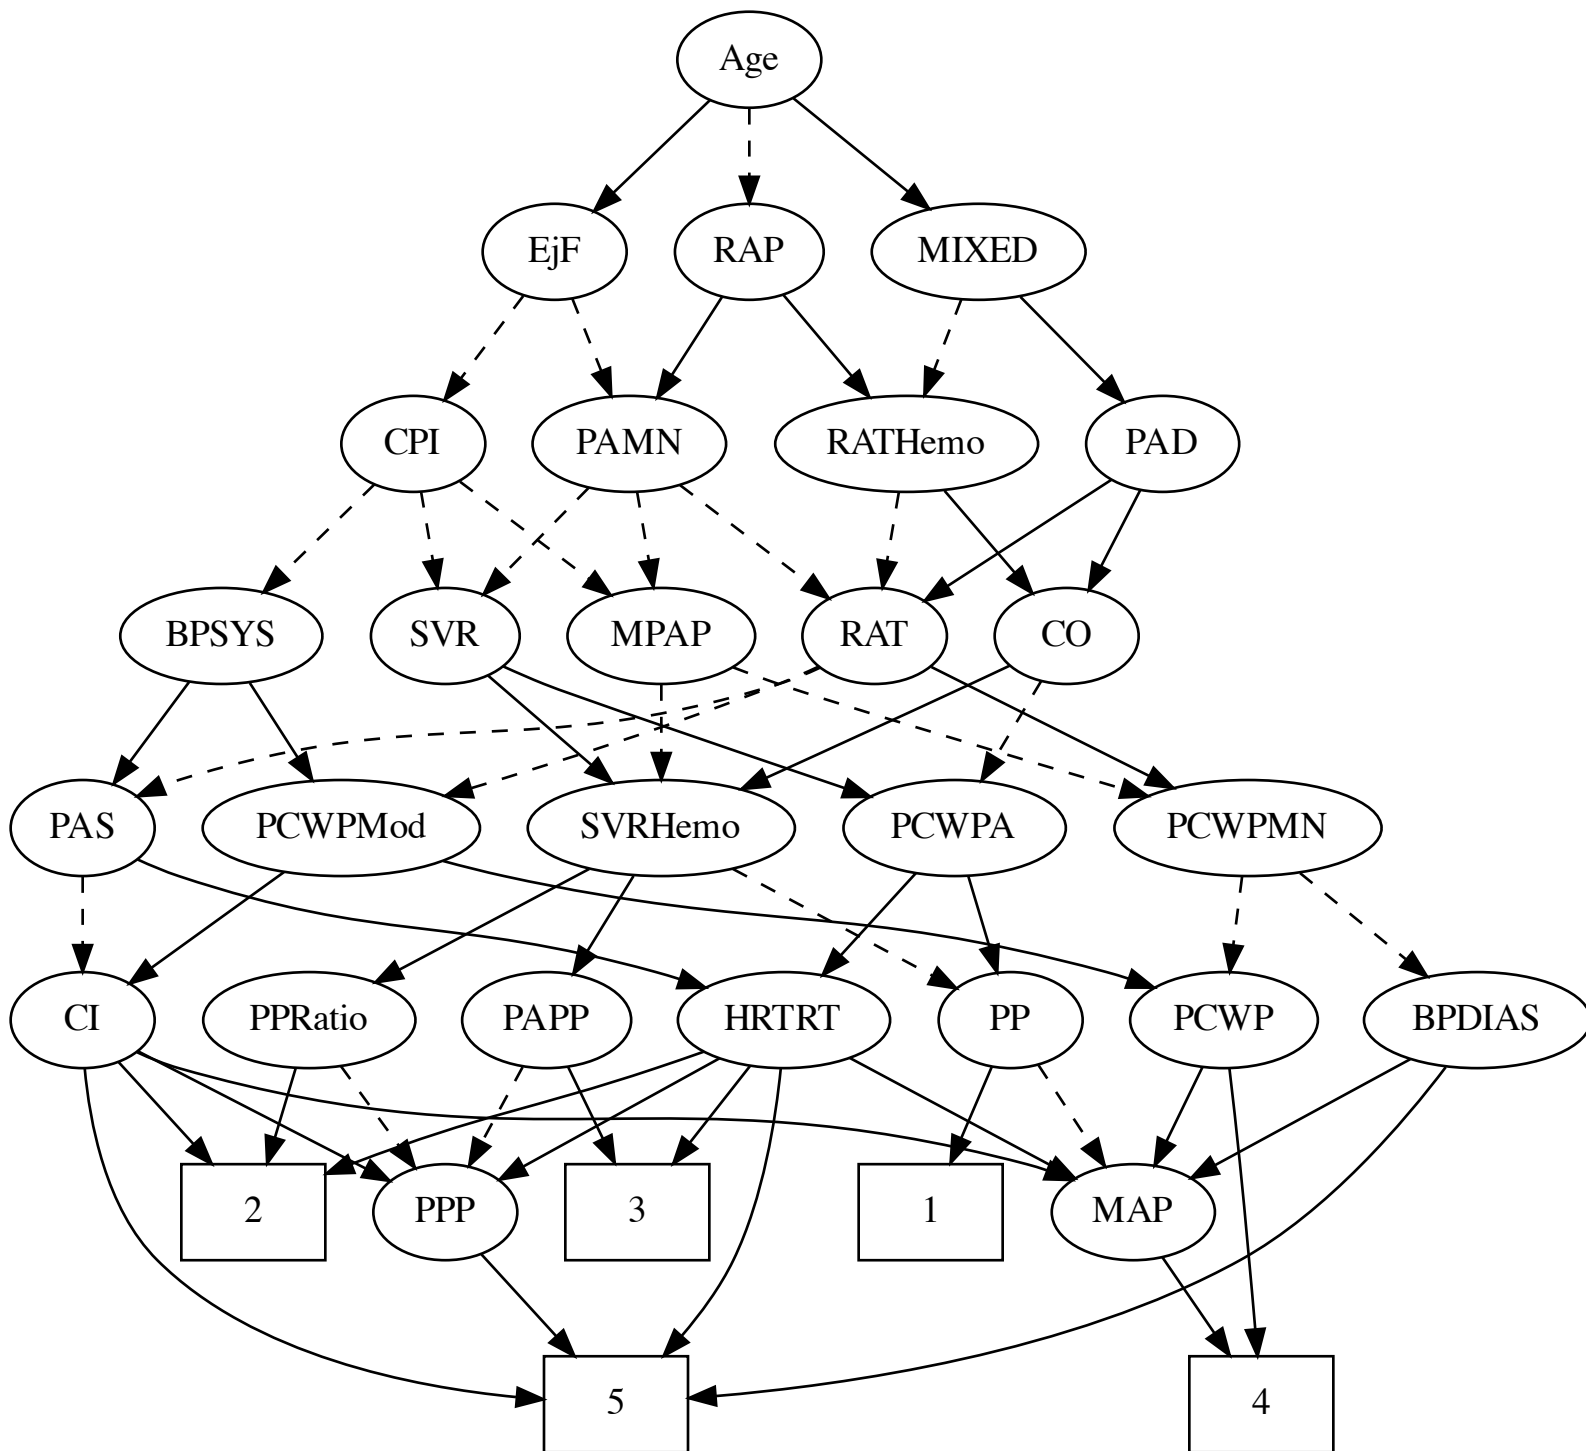 Age
EjF
RAP
MIXED
CPI
PAMN
RATHemo
PAD
BPSYS
SVR
MPAP
RAT
CO
PAS
PCWPMod
SVRHemo
PCWPA
PCWPMN
CI
PPRatio
PAPP
HRTRT
PP
PCWP
BPDIAS
2
PPP
3
1
MAP
5
4